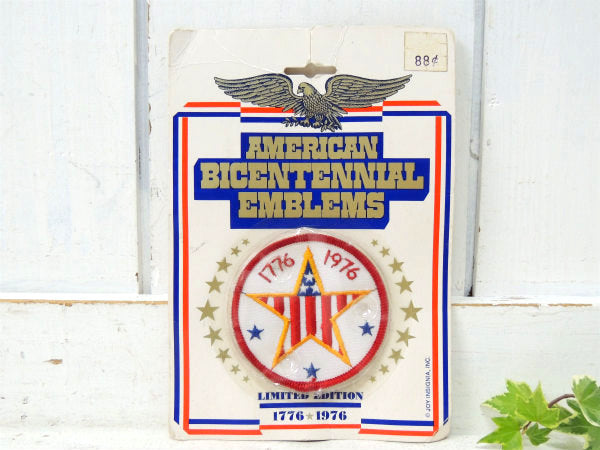 88¢
AMERICAN
BICENTENNIAL
EMBLEMS
1776 1976
LIMITED EDITION
1776★1976
© JOY INSIGNIA, INC.